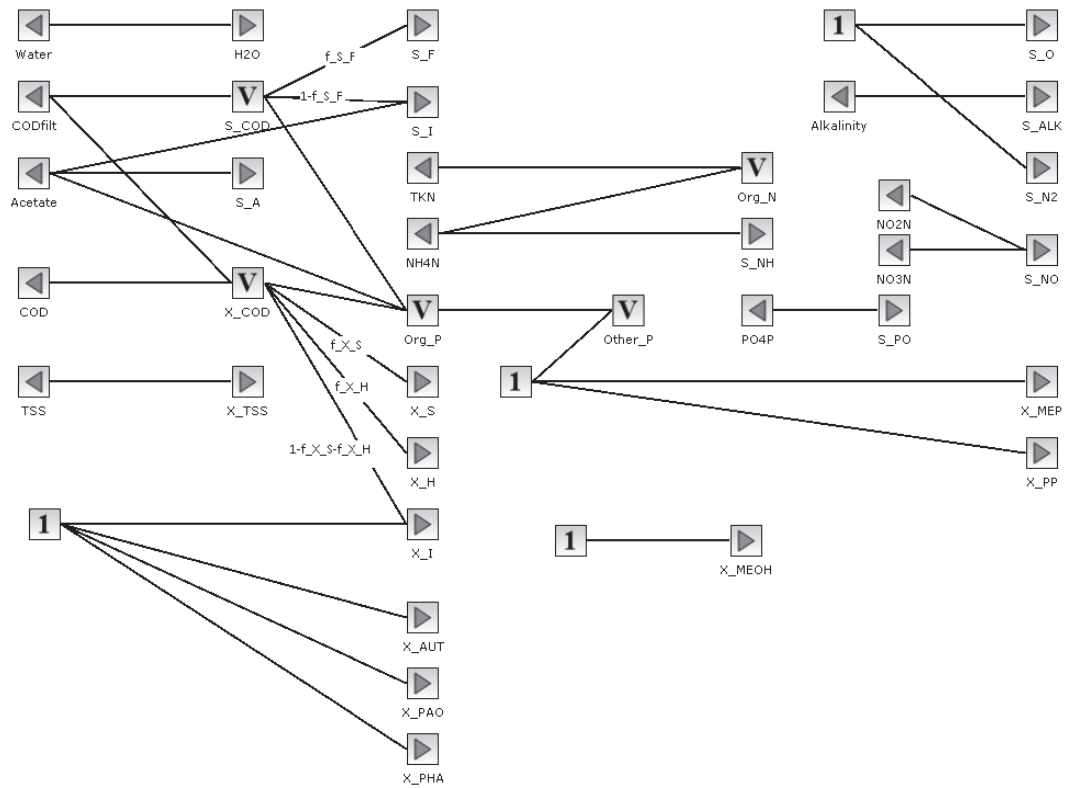 1
Water
H2O
f_S_F
S_F
S_O
V
1-f_S_F
CODfilt
S_COD
S_I
Alkalinity
S_ALK
V
Acetate
S_A
TKN
Org_N
S_N2
NO2N
NH4N
S_NH
NO3N
S_NO
V
COD
X_COD
V
V
Org_P
Other_P
PO4P
S_PO
f_X_S
1
TSS
X_TSS
f_X_H
X_S
X_MEP
1-f_X_S-f_X_H
X_H
X_PP
1
X_I
1
X_MEOH
X_AUT
X_PAO
X_PHA